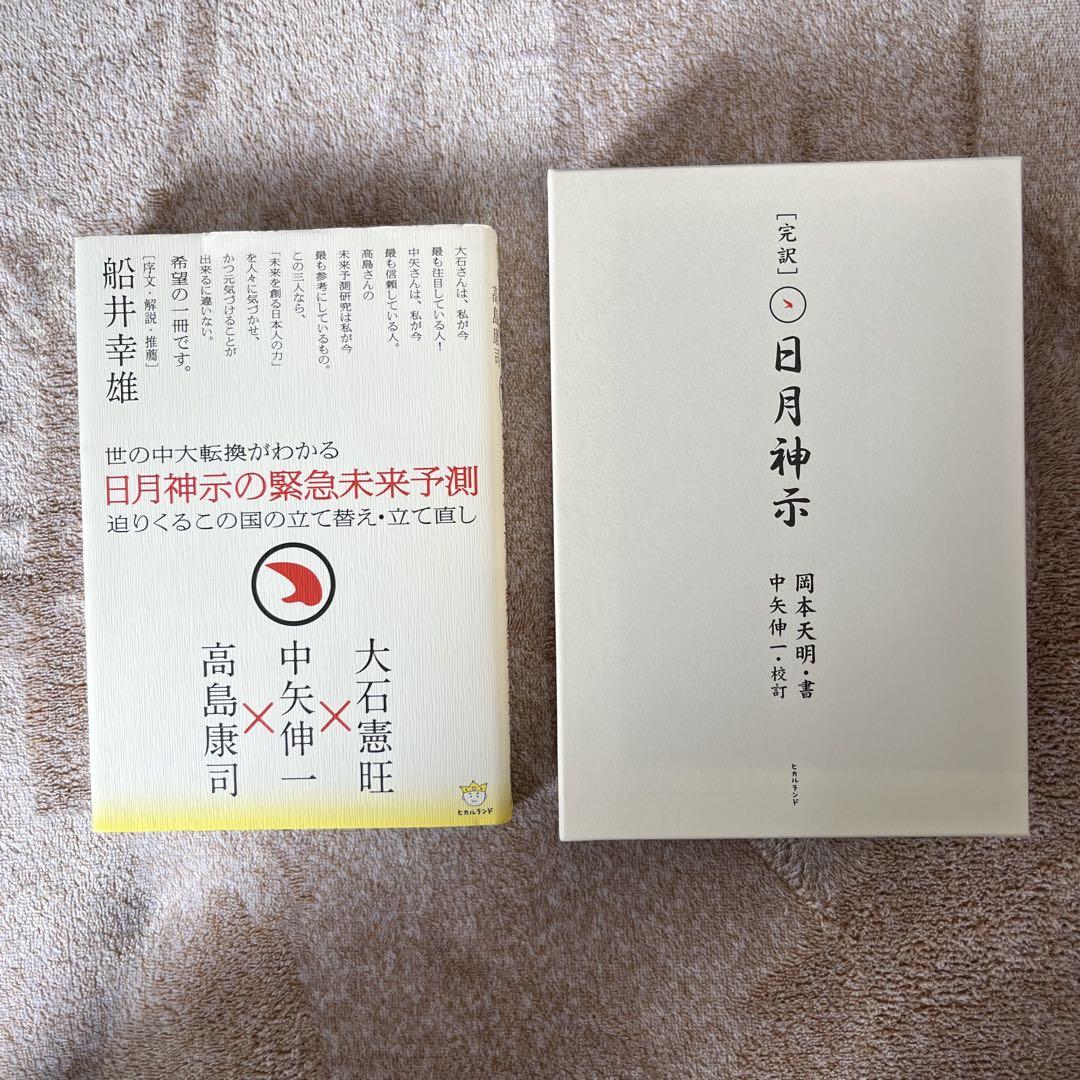 大石さんは、私が今
最も注目している人！
中矢さんは、私が今
最も信頼している人。
高島さんの
未来予測研究は私が今
最も参考にしているもの。
この三人なら、
「未来を創る日本人の力」
を人々に気づかせ、
かつ元気づけることが
出来るに違いない。
希望の一冊です。
［序文・解説・推薦］
船井幸雄
世の中大転換がわかる
日月神示の緊急未来予測
迫りくるこの国の立て替え・立て直し
大石憲旺
×
中矢伸一
×
高島康司
ヒカルランド
高島康司
［完訳］日月神示
岡本天明・書
中矢伸一・校訂
ヒカルランド